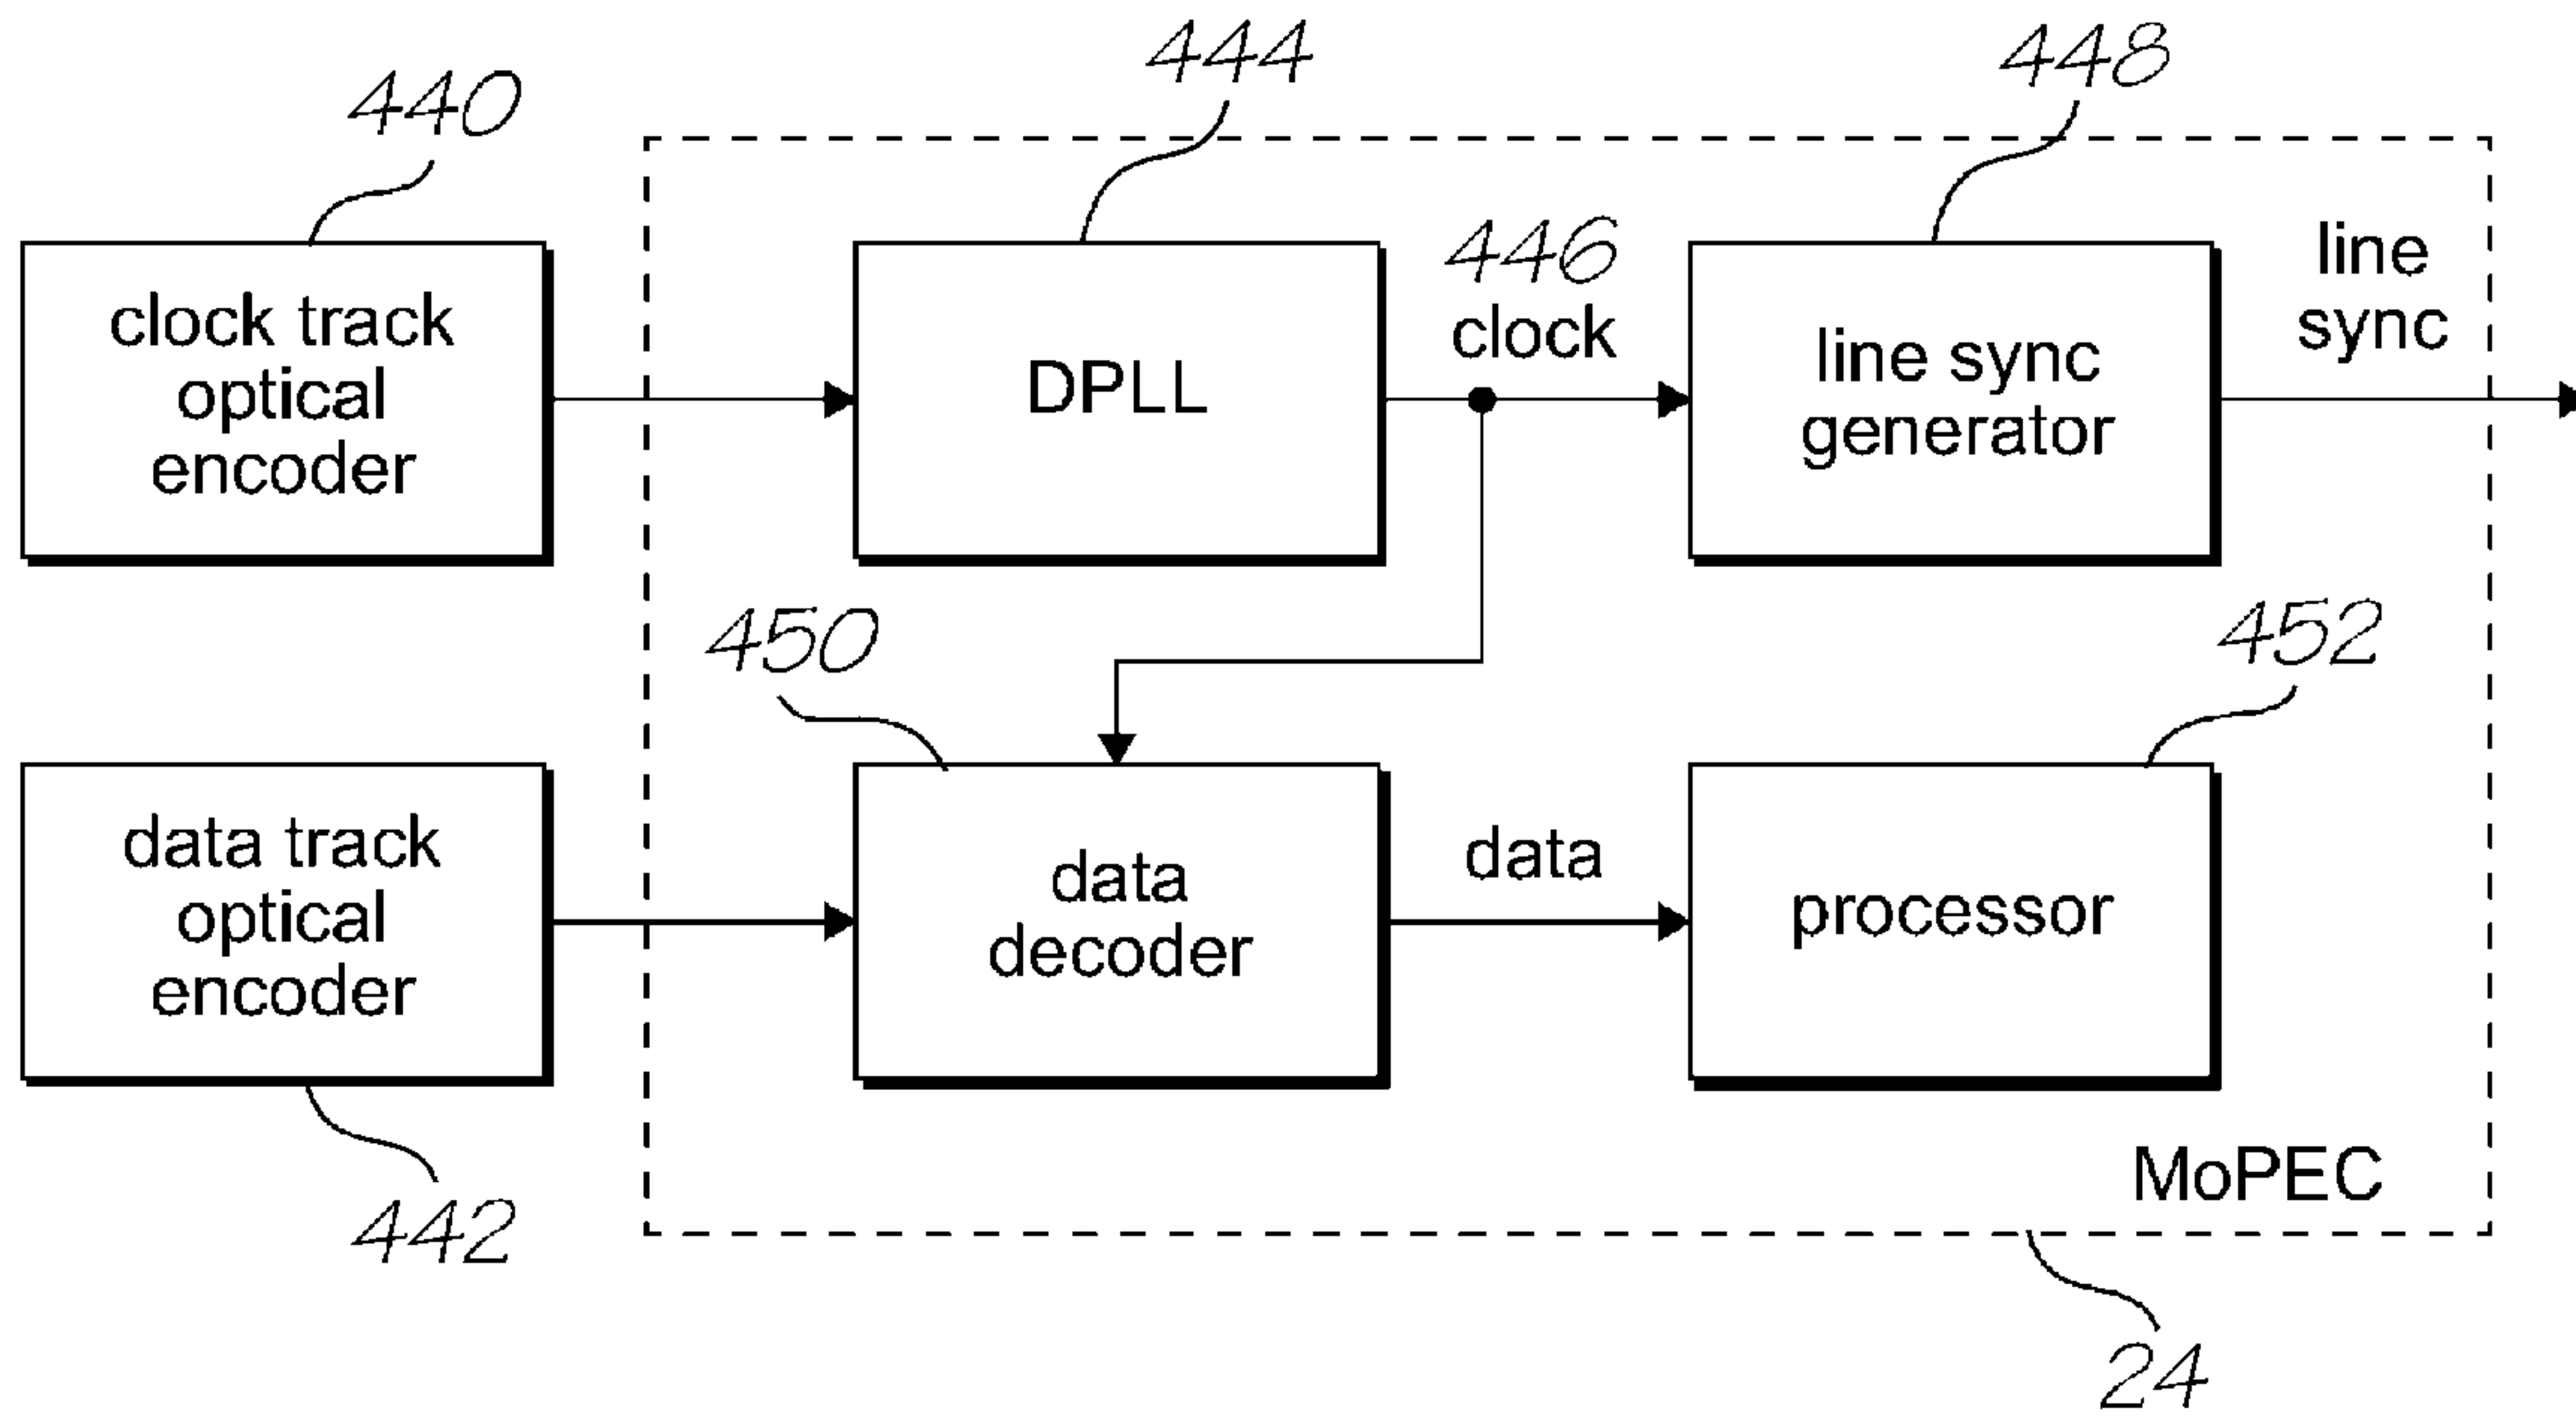 444
448
440
446
clock
line
sync
clock track
optical
encoder
DPLL
line sync
generator
450
452
data track
optical
encoder
data
decoder
data
processor
MoPEC
442
24